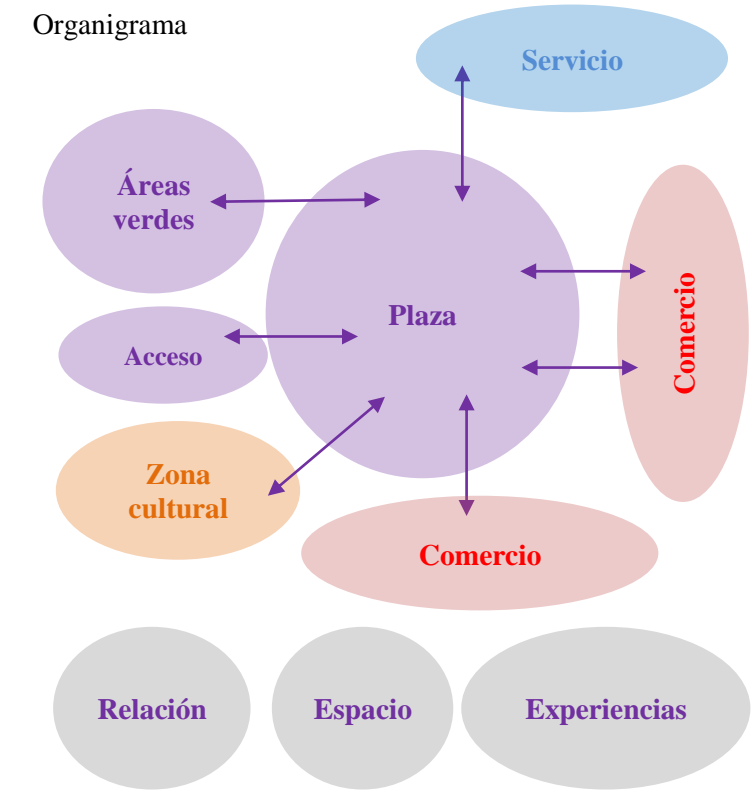 Organigrama
Servicio
Áreas
verdes
Plaza
Comercio
Acceso
Zona
cultural
Comercio
Relación
Espacio
Experiencias